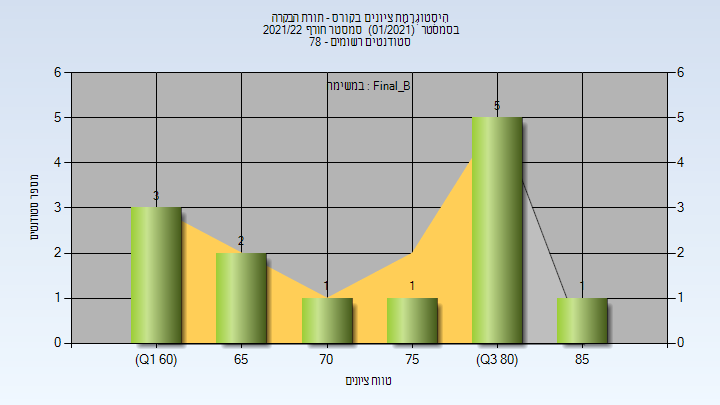 הִיסְטוֹגְרָמַת ציונים בקורס - תורת הבקרה
בסמסטר (01/2021) סמסטר חורף 2021/22
סטודנטים רשומים - 78
במשימה : Final_B
6 6
5 5
4 4
3 3
2 2
1 1
0 0
3 2 1 1 5 1
מספר סטודנטים
(Q1 60) 65 70 75 (Q3 80) 85
טווח ציונים